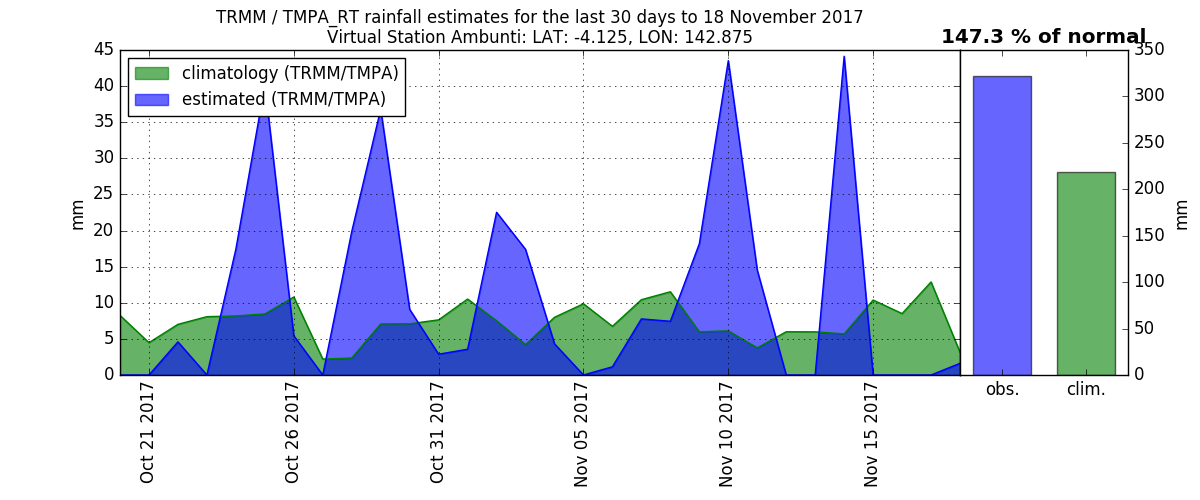 TRMM / TMPA_RT rainfall estimates for the last 30 days to 18 November 2017
Virtual Station Ambunti: LAT: -4.125, LON: 142.875
147.3 % of normal
climatology (TRMM/TMPA)
estimated (TRMM/TMPA)
45
40
35
30
25
20
15
10
5
0
mm
Oct 21 2017
Oct 26 2017
Oct 31 2017
Nov 05 2017
Nov 10 2017
Nov 15 2017
obs.
clim.
350
300
250
200
150
100
50
0
mm